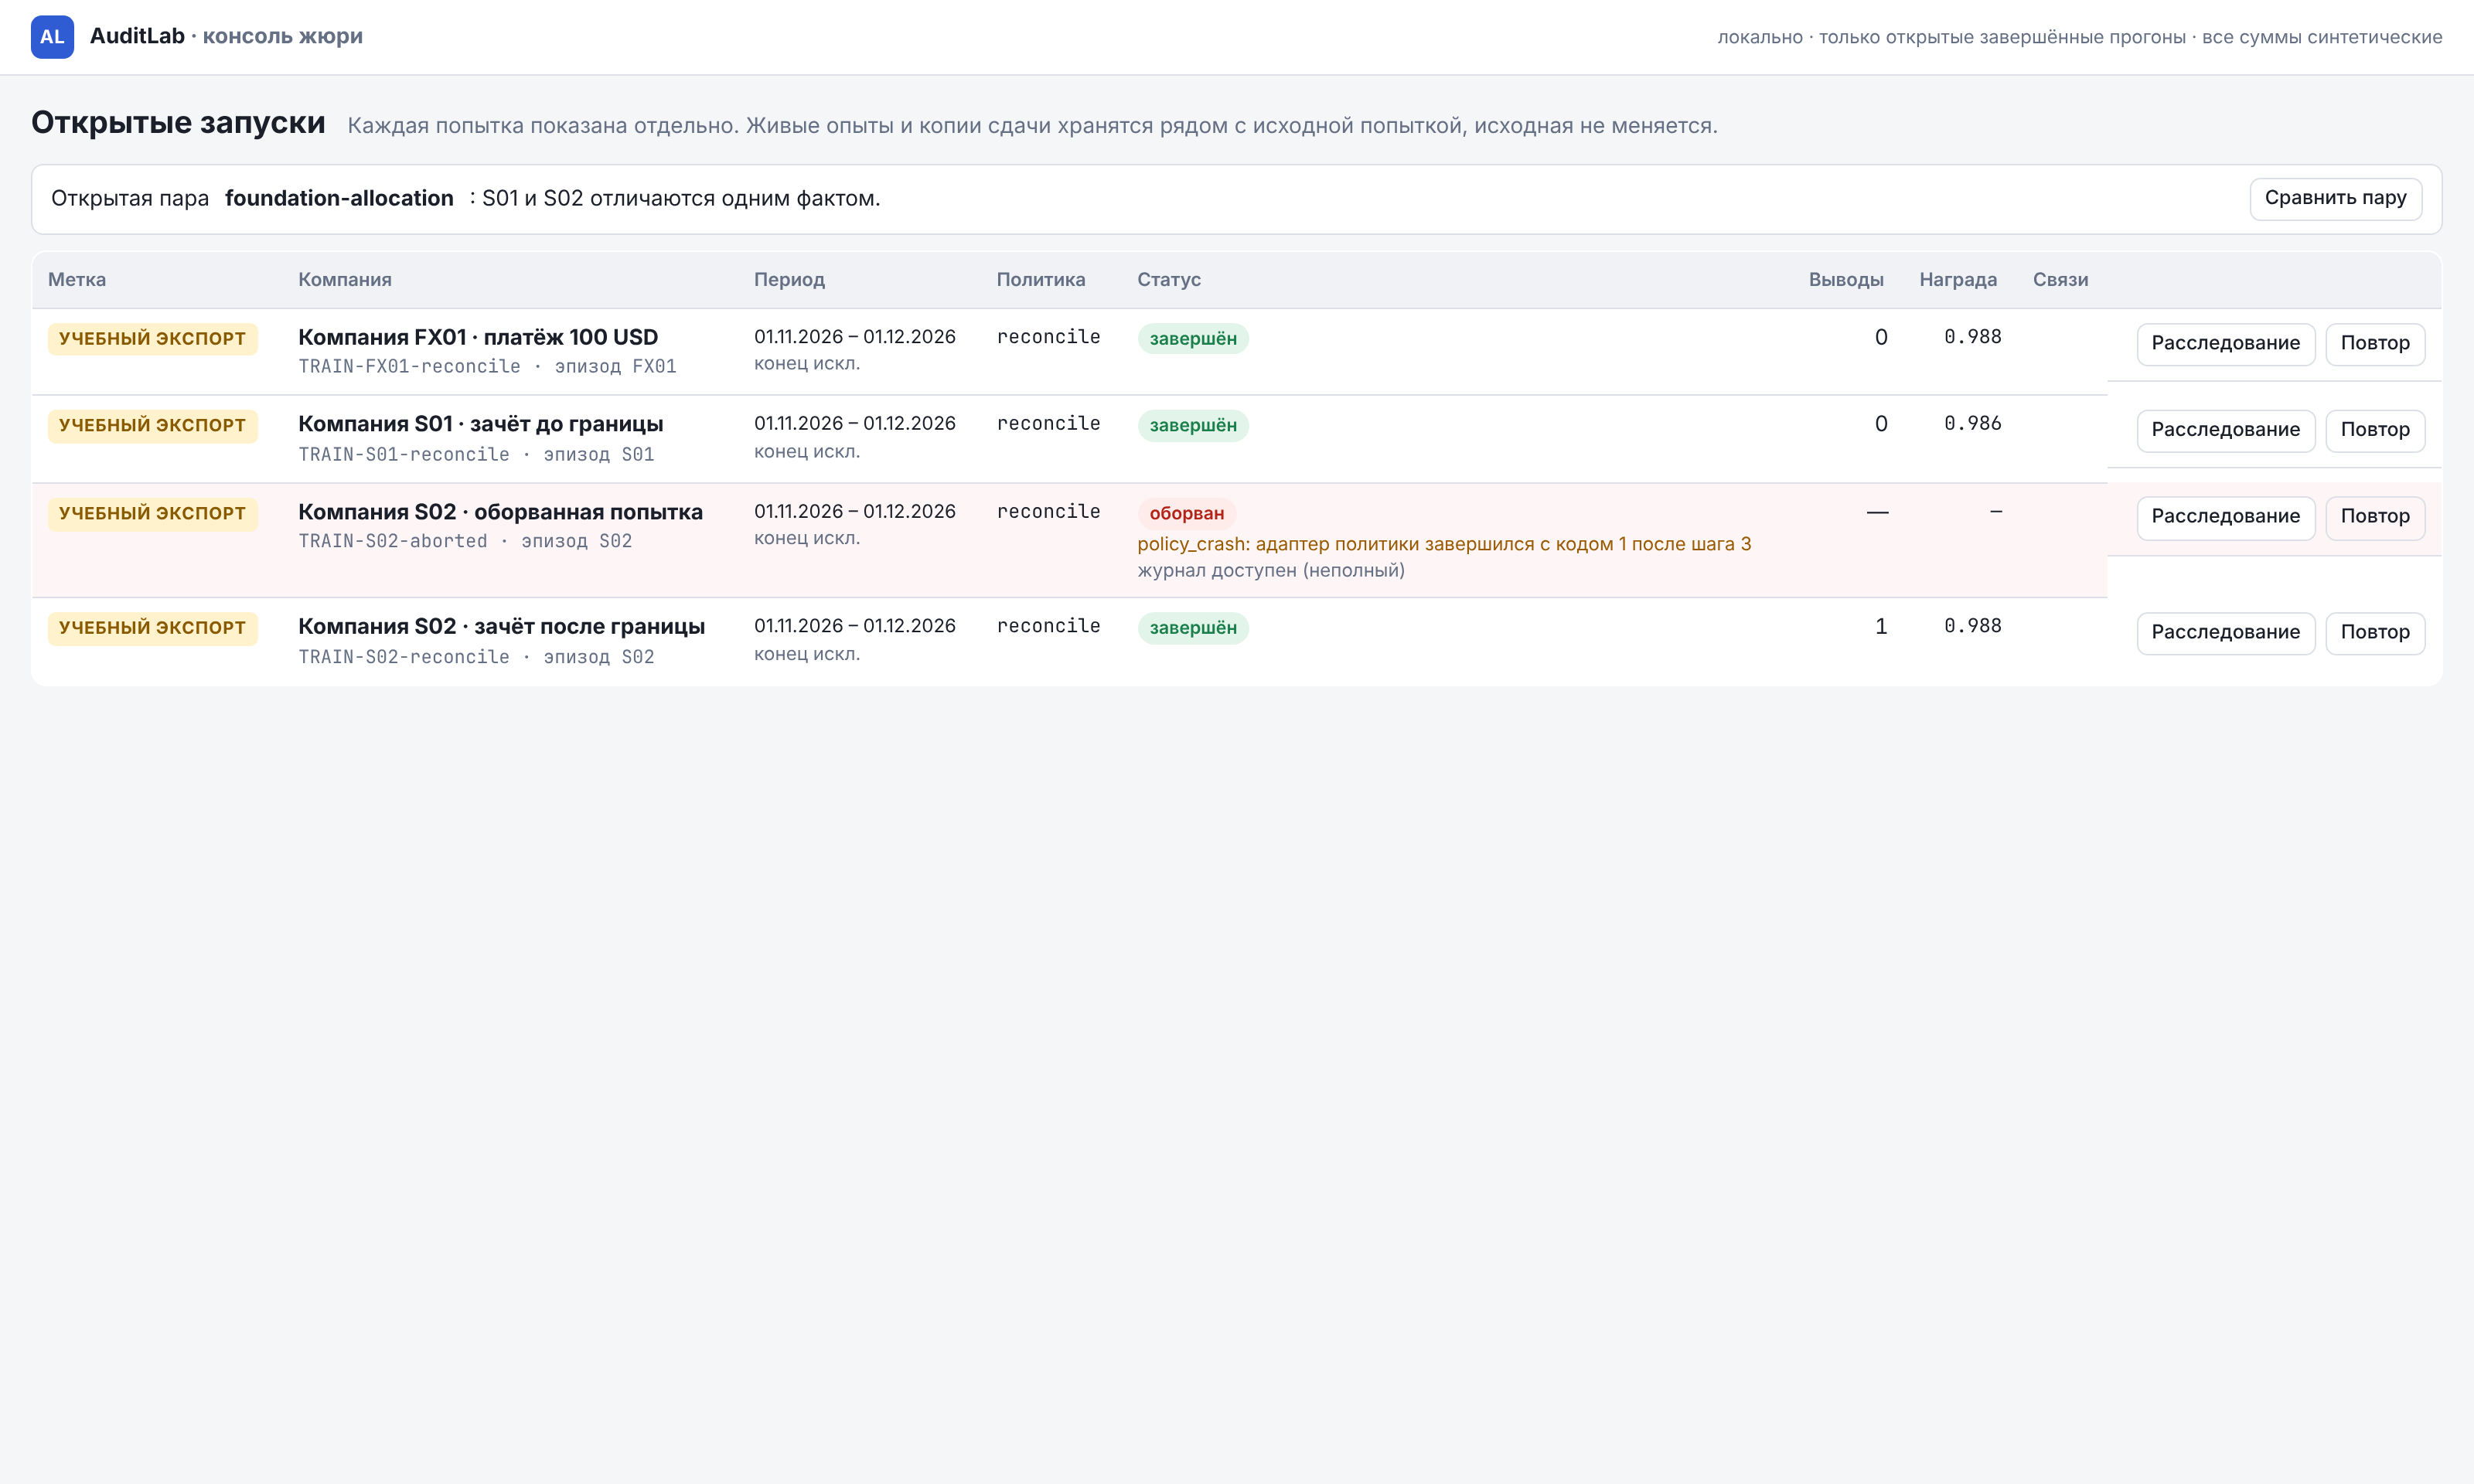 AL AuditLab · консоль жюри
локально · только открытые завершённые прогоны · все суммы синтетические
Открытые запуски Каждая попытка показана отдельно. Живые опыты и копии сдачи хранятся рядом с исходной попыткой, исходная не меняется.
Открытая пара foundation-allocation : S01 и S02 отличаются одним фактом. Сравнить пару
Метка Компания Период Политика Статус Выводы Награда Связи
УЧЕБНЫЙ ЭКСПОРТ Компания FX01 · платёж 100 USD 01.11.2026 – 01.12.2026 reconcile завершён 0 0.988 Расследование Повтор
TRAIN-FX01-reconcile · эпизод FX01 конец искл.
УЧЕБНЫЙ ЭКСПОРТ Компания S01 · зачёт до границы 01.11.2026 – 01.12.2026 reconcile завершён 0 0.986 Расследование Повтор
TRAIN-S01-reconcile · эпизод S01 конец искл.
УЧЕБНЫЙ ЭКСПОРТ Компания S02 · оборванная попытка 01.11.2026 – 01.12.2026 reconcile оборван — — Расследование Повтор
TRAIN-S02-aborted · эпизод S02 конец искл. policy_crash: адаптер политики завершился с кодом 1 после шага 3
журнал доступен (неполный)
УЧЕБНЫЙ ЭКСПОРТ Компания S02 · зачёт после границы 01.11.2026 – 01.12.2026 reconcile завершён 1 0.988 Расследование Повтор
TRAIN-S02-reconcile · эпизод S02 конец искл.